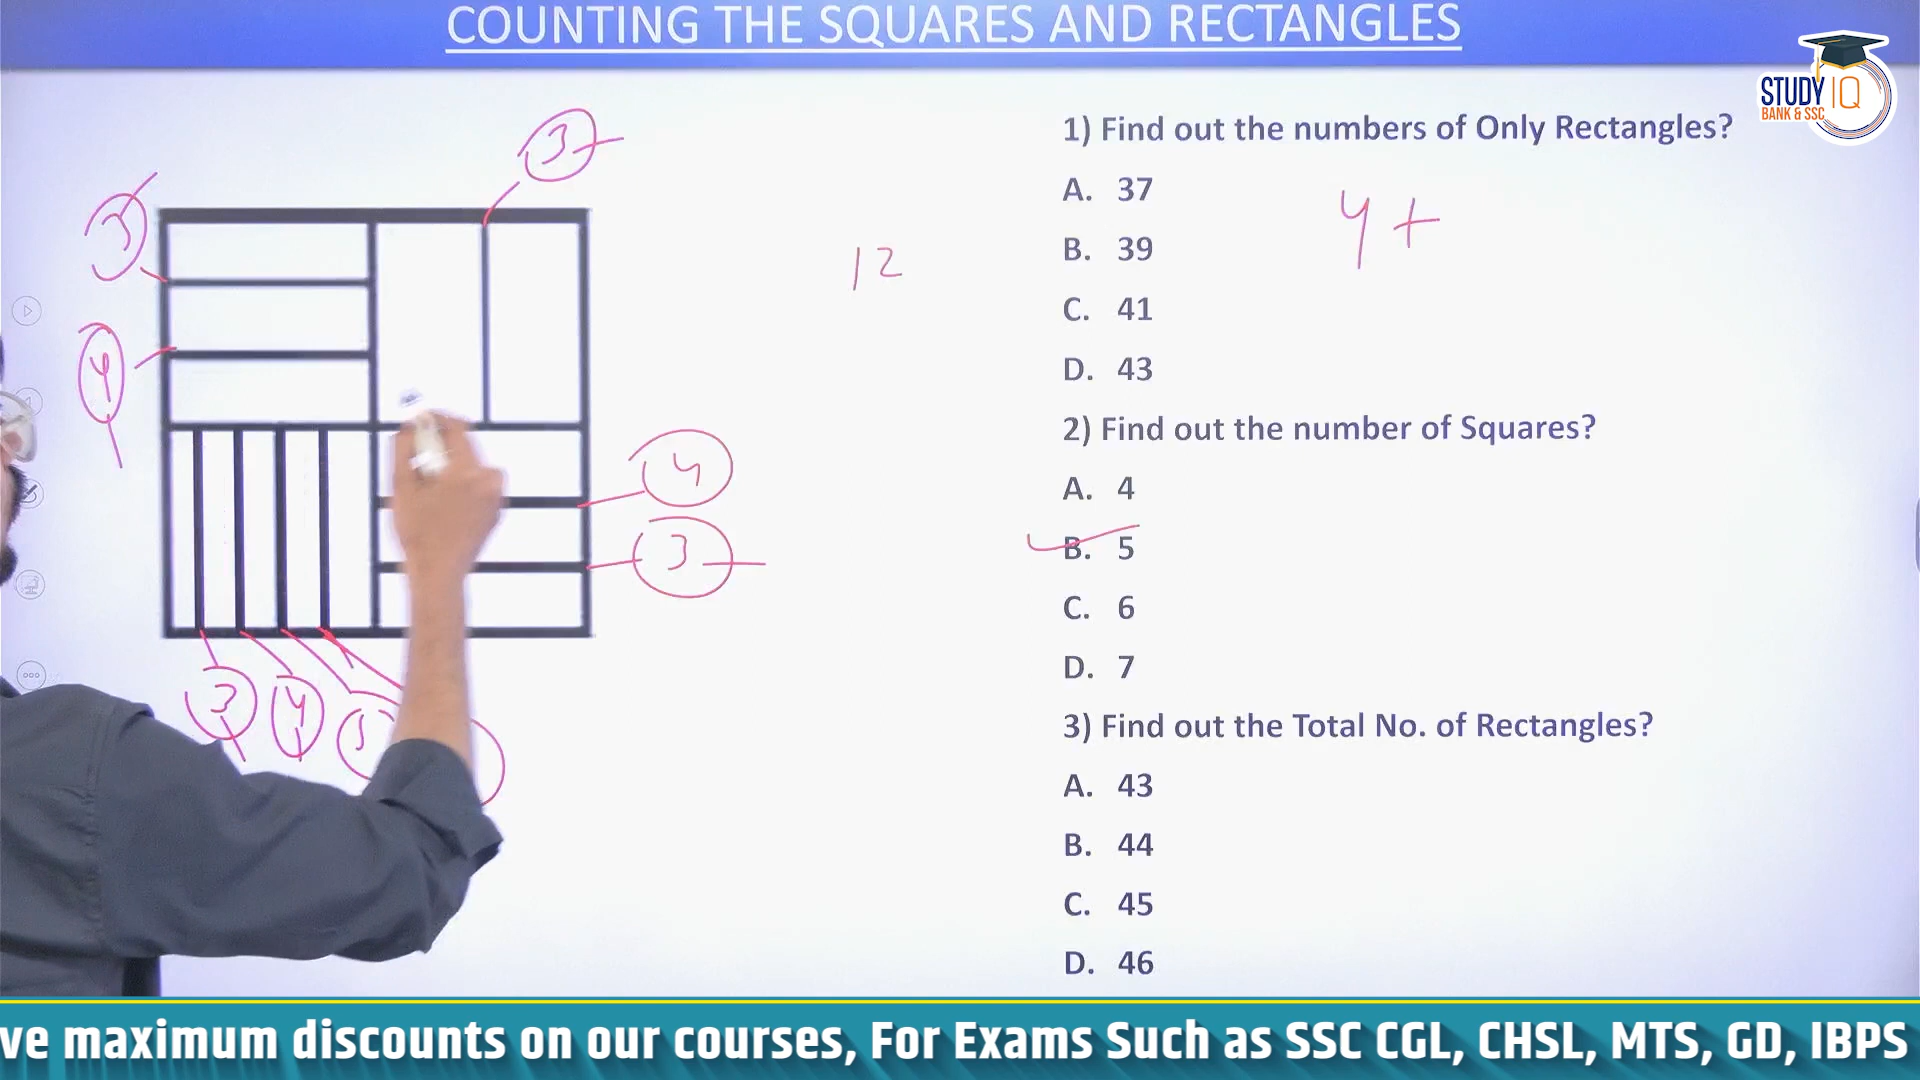 COUNTING THE SQUARES AND RECTANGLES
STUDY IQ
BANK & SSC
1) Find out the numbers of Only Rectangles?
A. 37
B. 39
C. 41
D. 43
2) Find out the number of Squares?
A. 4
B. 5
C. 6
D. 7
3) Find out the Total No. of Rectangles?
A. 43
B. 44
C. 45
D. 46
3
3
4
4
3
3
4
5
12
4 +
ve maximum discounts on our courses, For Exams Such as SSC CGL, CHSL, MTS, GD, IBPS